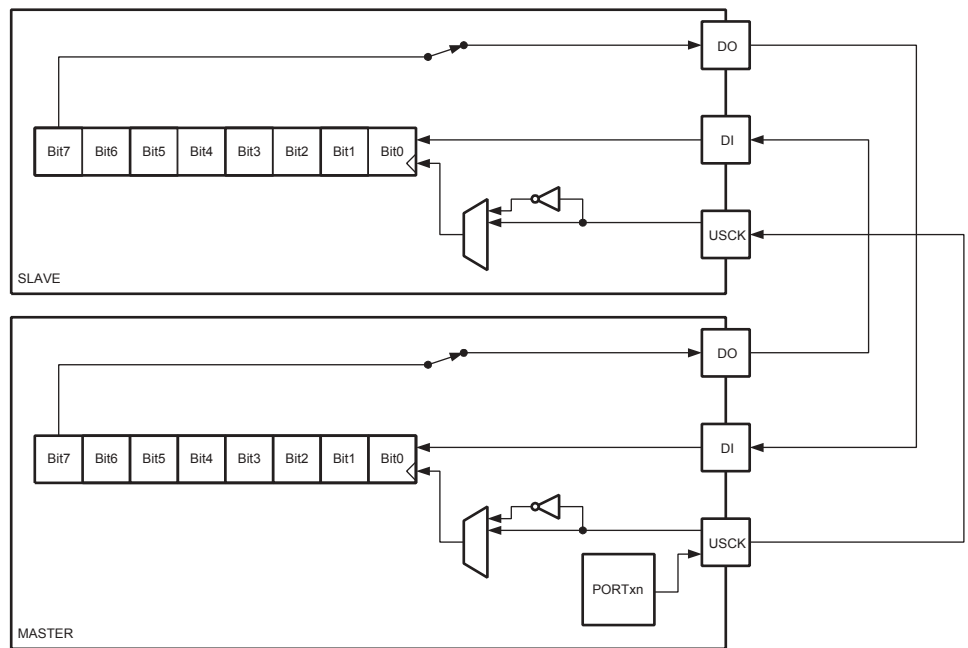 DO
Bit7 Bit6 Bit5 Bit4 Bit3 Bit2 Bit1 Bit0
DI
USCK
SLAVE
DO
Bit7 Bit6 Bit5 Bit4 Bit3 Bit2 Bit1 Bit0
DI
USCK
PORTxn
MASTER